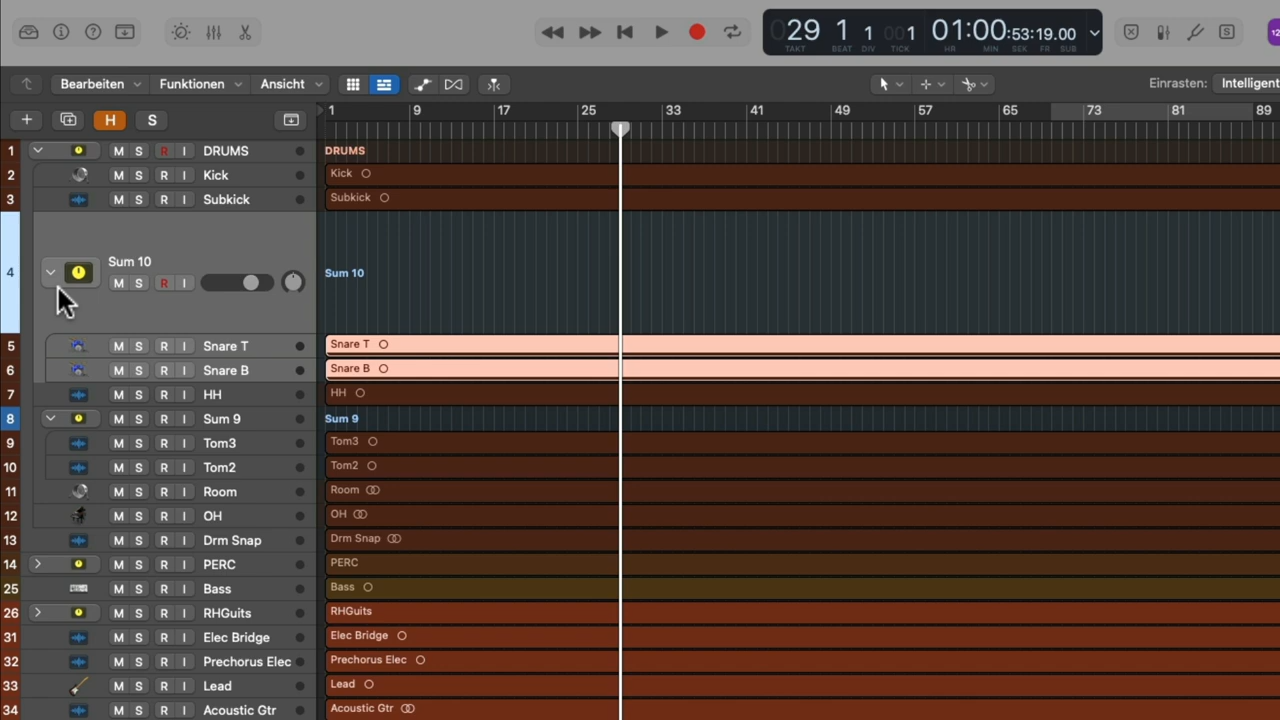 29 1 1 001 01:00:53:19.00
TAKT BEAT DIV TICK HR MIN SEK FR SUB
12
Bearbeiten Funktionen Ansicht Einrasten: Intelligent
H S
1 9 17 25 33 41 49 57 65 73 81 89
1 M S R I DRUMS DRUMS
2 M S R I Kick Kick
3 M S R I Subkick Subkick
4 Sum 10 M S R I Sum 10
5 M S R I Snare T Snare T
6 M S R I Snare B Snare B
7 M S R I HH HH
8 M S R I Sum 9 Sum 9
9 M S R I Tom3 Tom3
10 M S R I Tom2 Tom2
11 M S R I Room Room
12 M S R I OH OH
13 M S R I Drm Snap Drm Snap
14 M S R I PERC PERC
25 M S R I Bass Bass
26 M S R I RHGuits RHGuits
31 M S R I Elec Bridge Elec Bridge
32 M S R I Prechorus Elec Prechorus Elec
33 M S R I Lead Lead
34 M S R I Acoustic Gtr Acoustic Gtr